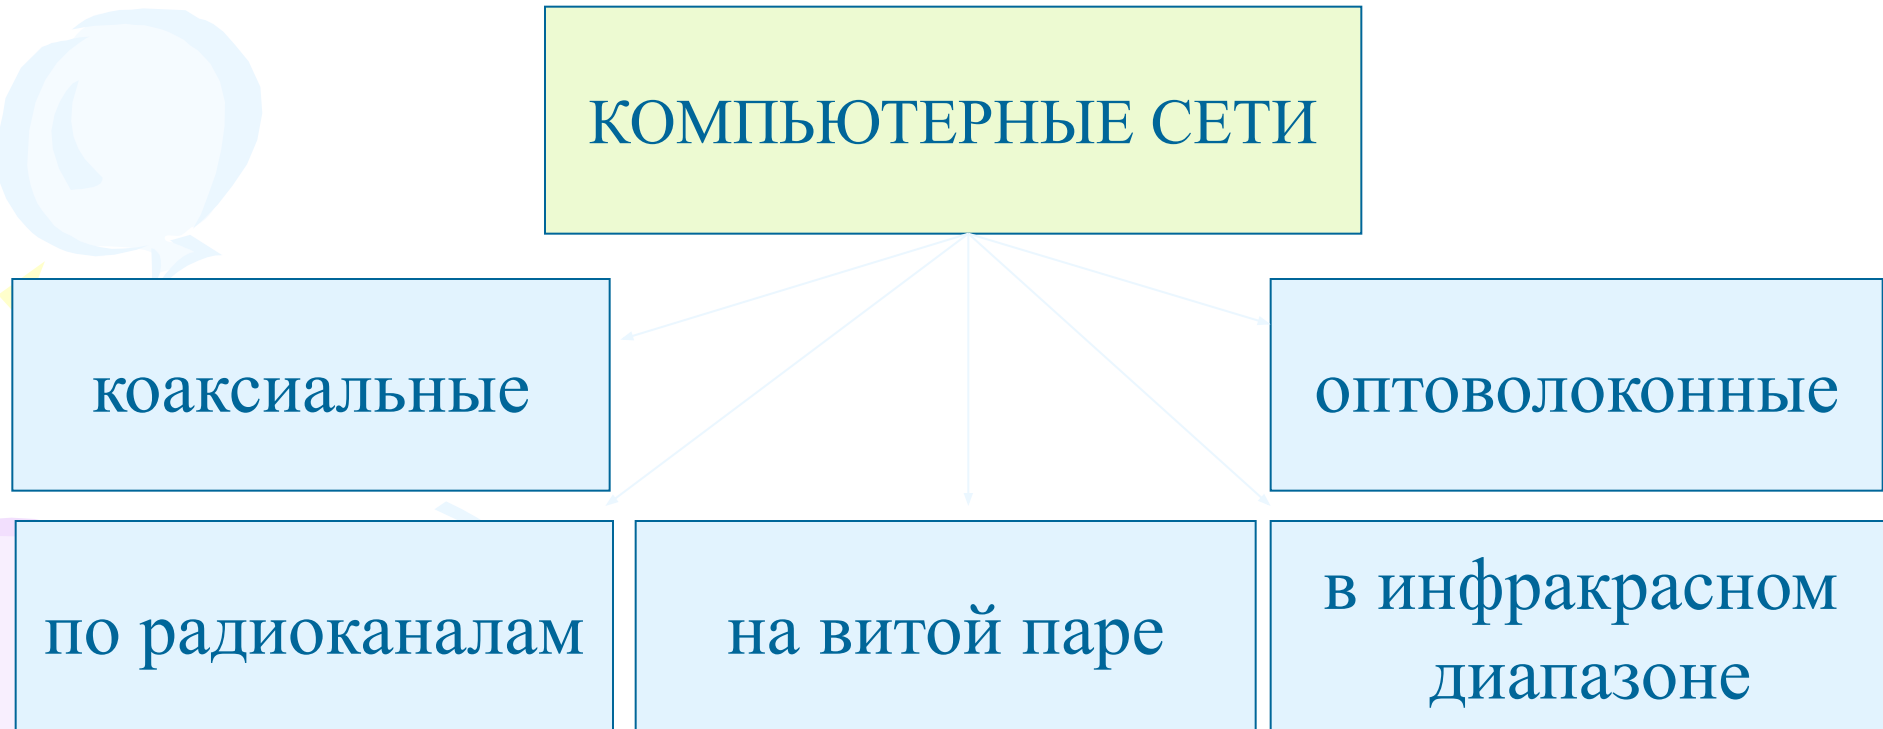 КОМПЬЮТЕРНЫЕ СЕТИ
коаксиальные
оптоволоконные
по радиоканалам
на витой паре
в инфракрасном
диапазоне